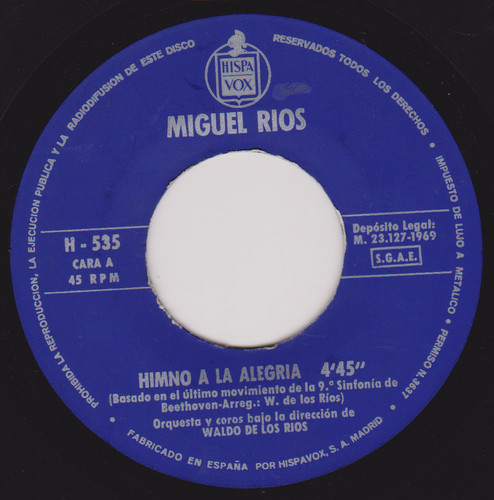 HISPA
VOX
MIGUEL RIOS
H - 535
CARA A
45 RPM
Depósito Legal:
M. 23.127-1969
S.G.A.E.
HIMNO A LA ALEGRIA 4'45"
(Basado en el último movimiento de la 9.ª Sinfonía de
Beethoven-Arreg.: W. de los Ríos)
Orquesta y coros bajo la dirección de
WALDO DE LOS RIOS
PROHIBIDA LA REPRODUCCION, LA EJECUCION PUBLICA Y LA RADIODIFUSION DE ESTE DISCO
RESERVADOS TODOS LOS DERECHOS
IMPUESTO DE LUJO A METALICO • PERMISO N. 3637
FABRICADO EN ESPAÑA POR HISPAVOX, S. A. MADRID